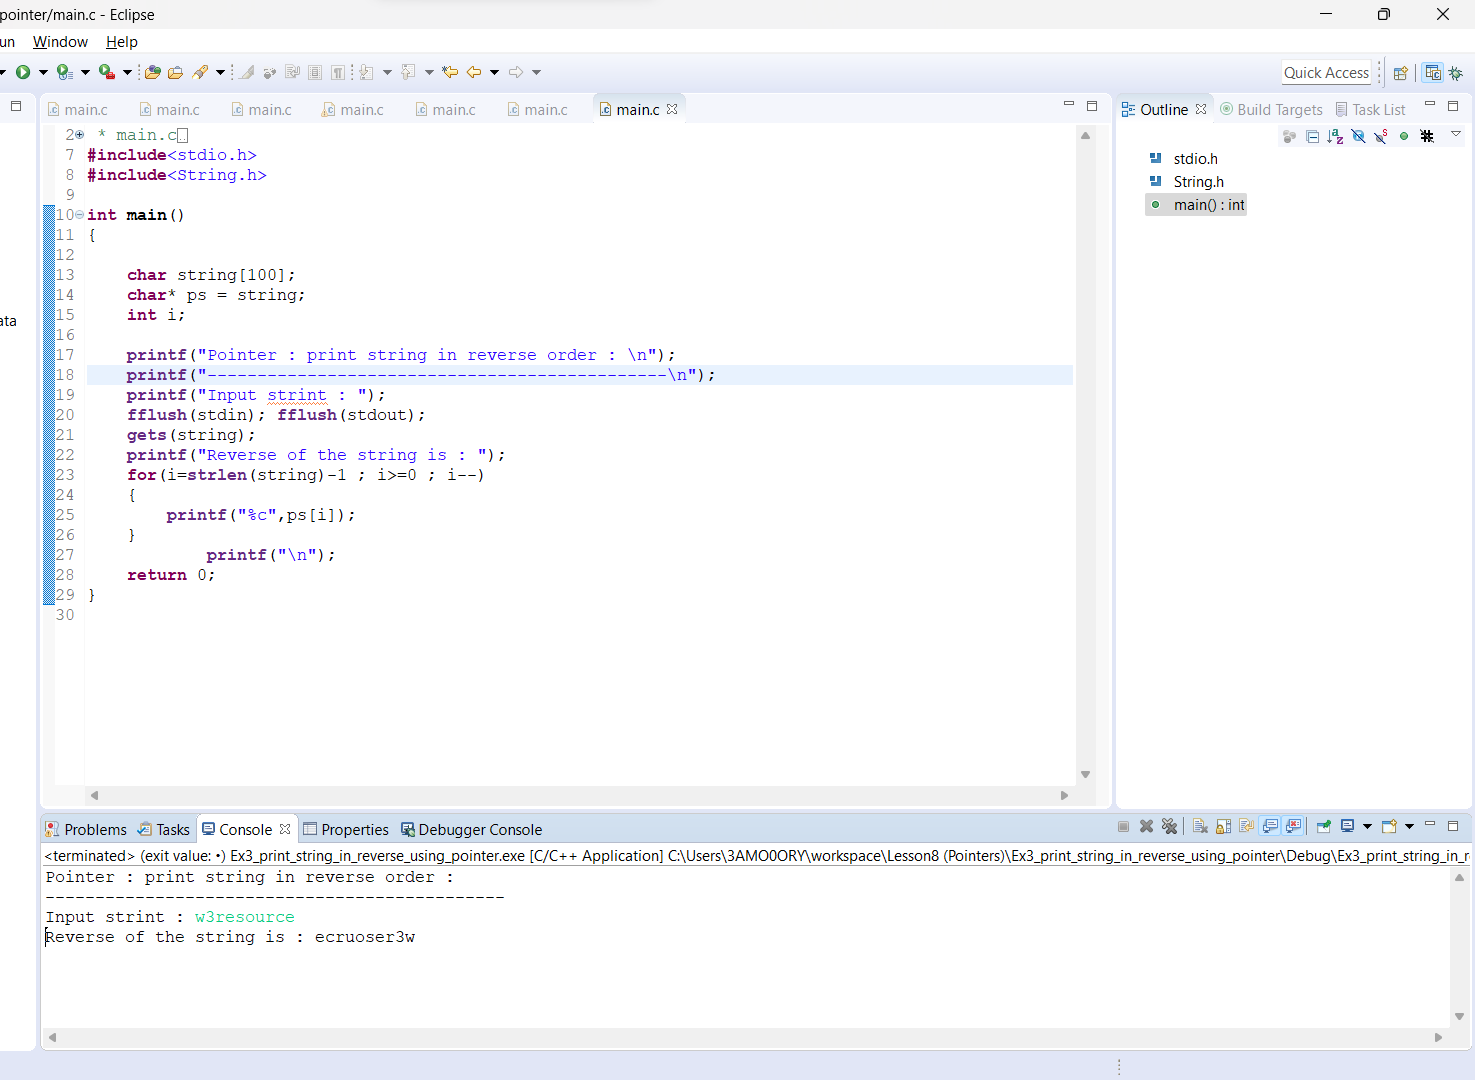 pointer/main.c - Eclipse
un Window Help
Quick Access
main.c main.c main.c main.c main.c main.c main.c
Outline Build Targets Task List
2 * main.c
7 #include<stdio.h>
8 #include<String.h>
9
10 int main()
11 {
12
13 char string[100];
14 char* ps = string;
15 int i;
16
17 printf("Pointer : print string in reverse order : \n");
18 printf("----------------------------------------------\n");
19 printf("Input strint : ");
20 fflush(stdin); fflush(stdout);
21 gets(string);
22 printf("Reverse of the string is : ");
23 for(i=strlen(string)-1 ; i>=0 ; i--)
24 {
25 printf("%c",ps[i]);
26 }
27 printf("\n");
28 return 0;
29 }
30
ata
stdio.h
String.h
main() : int
Problems Tasks Console Properties Debugger Console
<terminated> (exit value: •) Ex3_print_string_in_reverse_using_pointer.exe [C/C++ Application] C:\Users\3AMO0ORY\workspace\Lesson8 (Pointers)\Ex3_print_string_in_reverse_using_pointer\Debug\Ex3_print_string_in_r
Pointer : print string in reverse order :
----------------------------------------------
Input strint : w3resource
Reverse of the string is : ecruoser3w